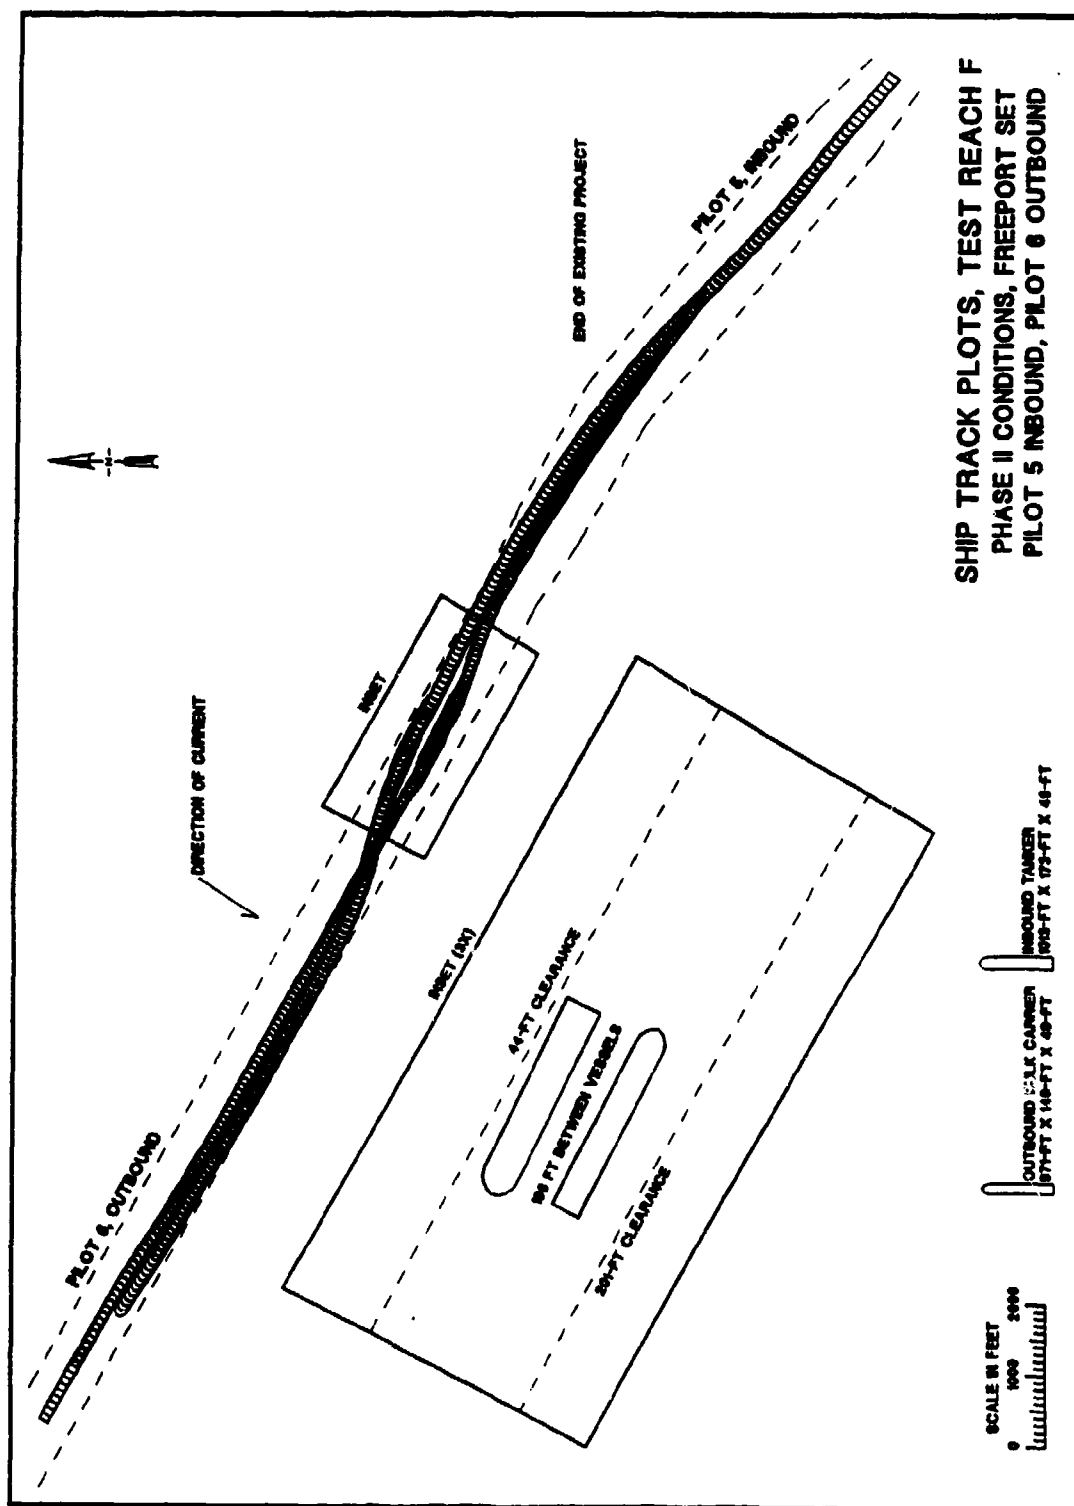 PILOT 6, OUTBOUND
DIRECTION OF CURRENT
-N-
INSET
END OF EXISTING PROJECT
PILOT 5, INBOUND
INSET (3X)
44-FT CLEARANCE
BETWEEN VESSELS
CLEARANCE
SCALE IN FEET
0 1000 2000
OUTBOUND BULK CARRIER
INBOUND TANKER
SHIP TRACK PLOTS, TEST REACH F
PHASE II CONDITIONS, FREEPORT SET
PILOT 5 INBOUND, PILOT 6 OUTBOUND